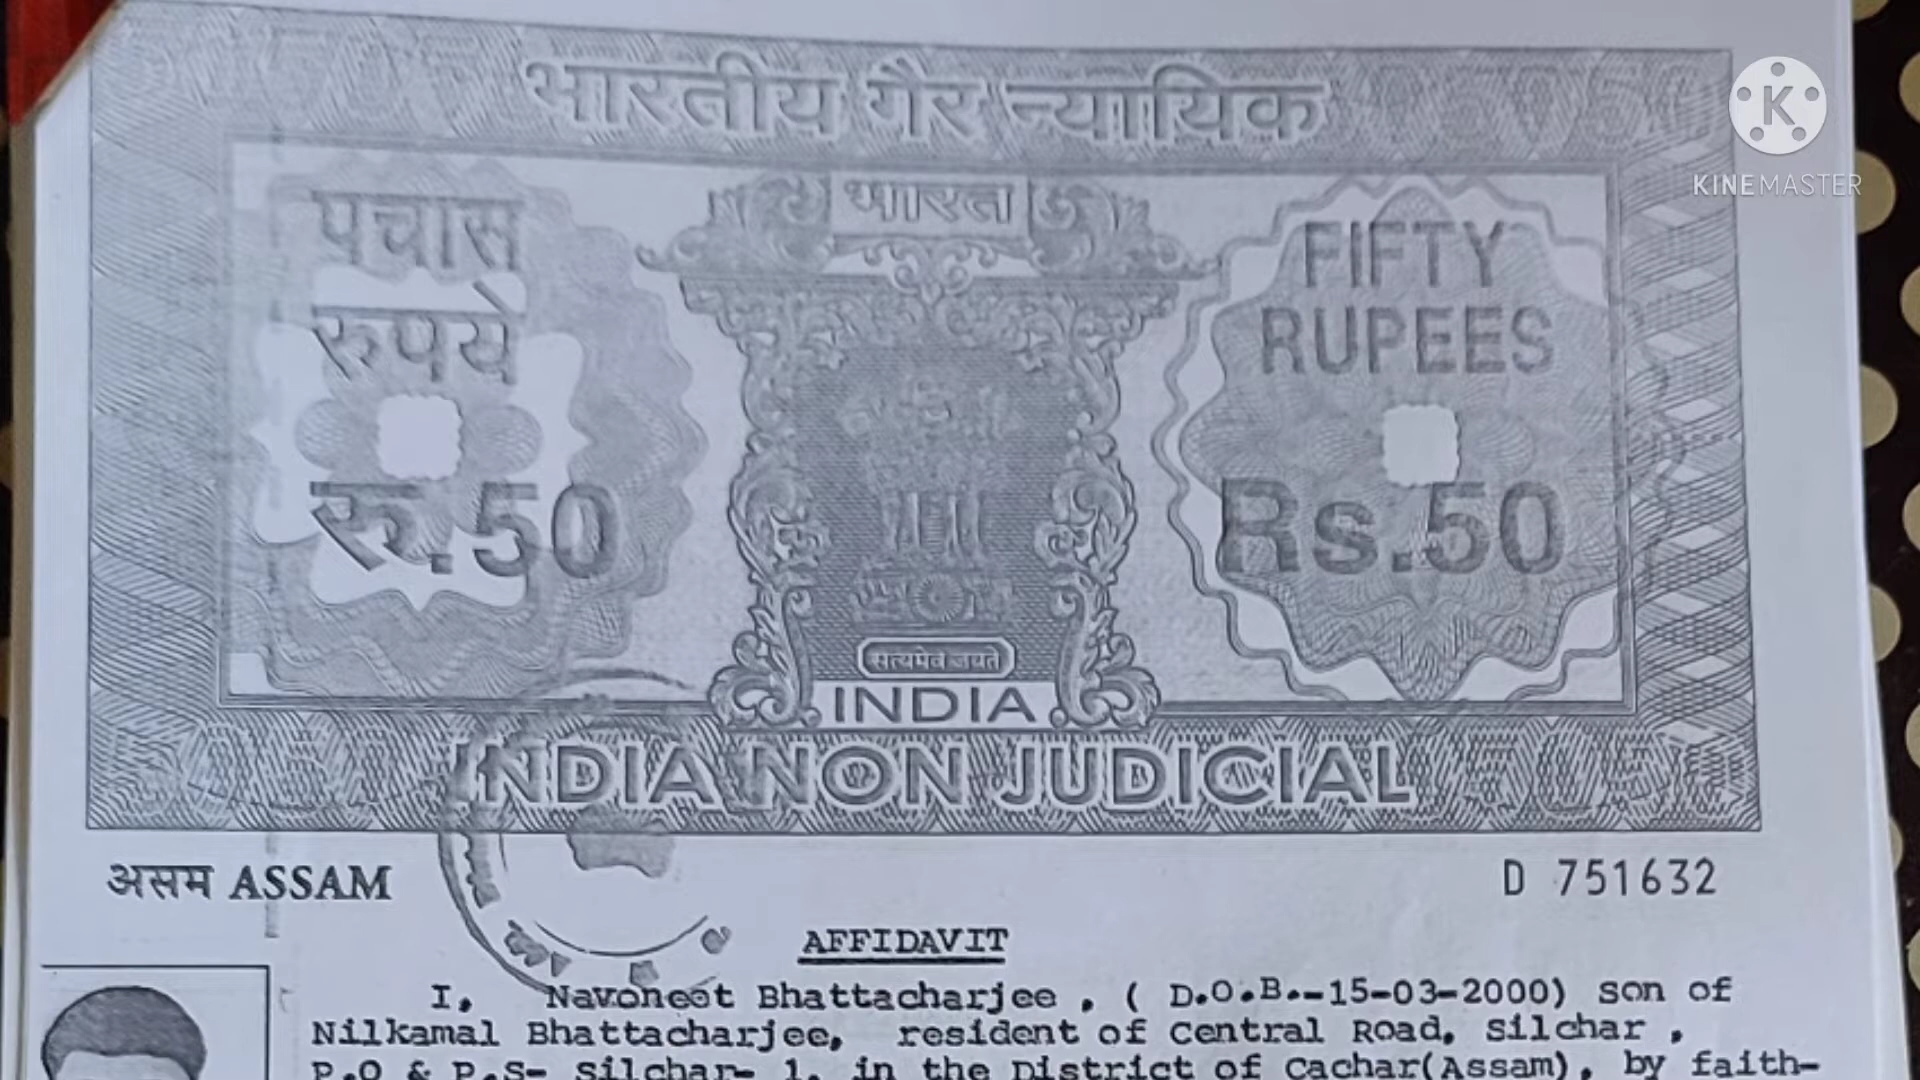 भारतीय गैर न्यायिक
K
KINEMASTER
पचास
रुपये
रू.50
भारत
सत्यमेव जयते
INDIA
FIFTY
RUPEES
Rs.50
INDIA NON JUDICIAL
असम ASSAM
D 751632
AFFIDAVIT
I, Navoneet Bhattacharjee , ( D.O.B.-15-03-2000) son of
Nilkamal Bhattacharjee, resident of Central Road, Silchar ,
P.O & P.S- Silchar- 1, in the District of Cachar(Assam), by faith-